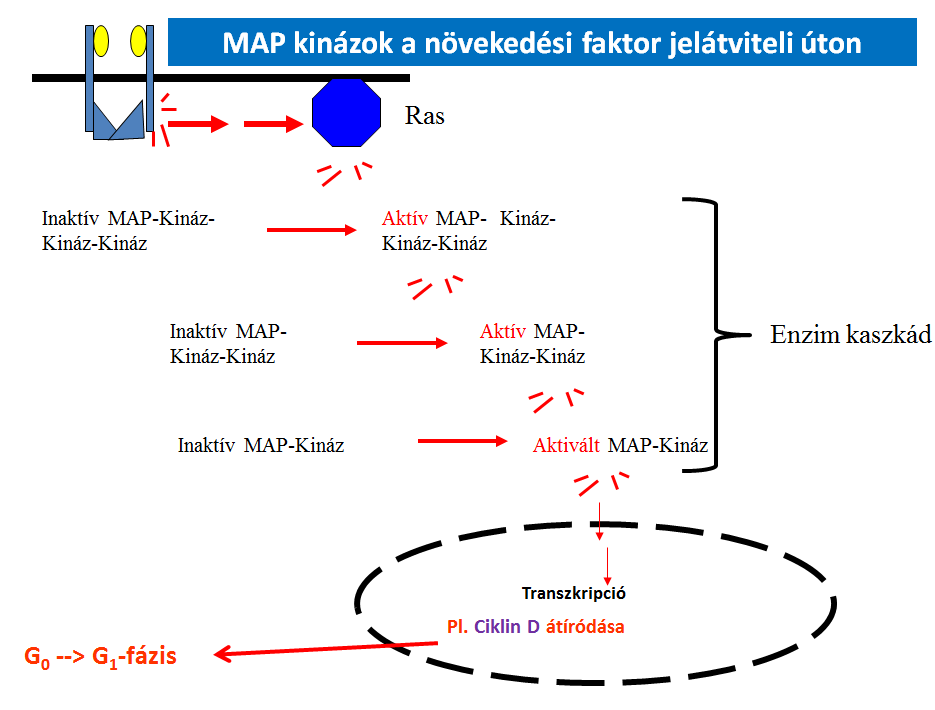 MAP kinázok a növekedési faktor jelátviteli úton
Ras
Inaktív MAP-Kináz-
Kináz-Kináz
Aktív MAP- Kináz-
Kináz-Kináz
Inaktív MAP-
Kináz-Kináz
Aktív MAP-
Kináz-Kináz
Enzim kaszkád
Inaktív MAP-Kináz
Aktivált MAP-Kináz
Transzkripció
Pl. Ciklin D átíródása
G₀ --> G₁-fázis